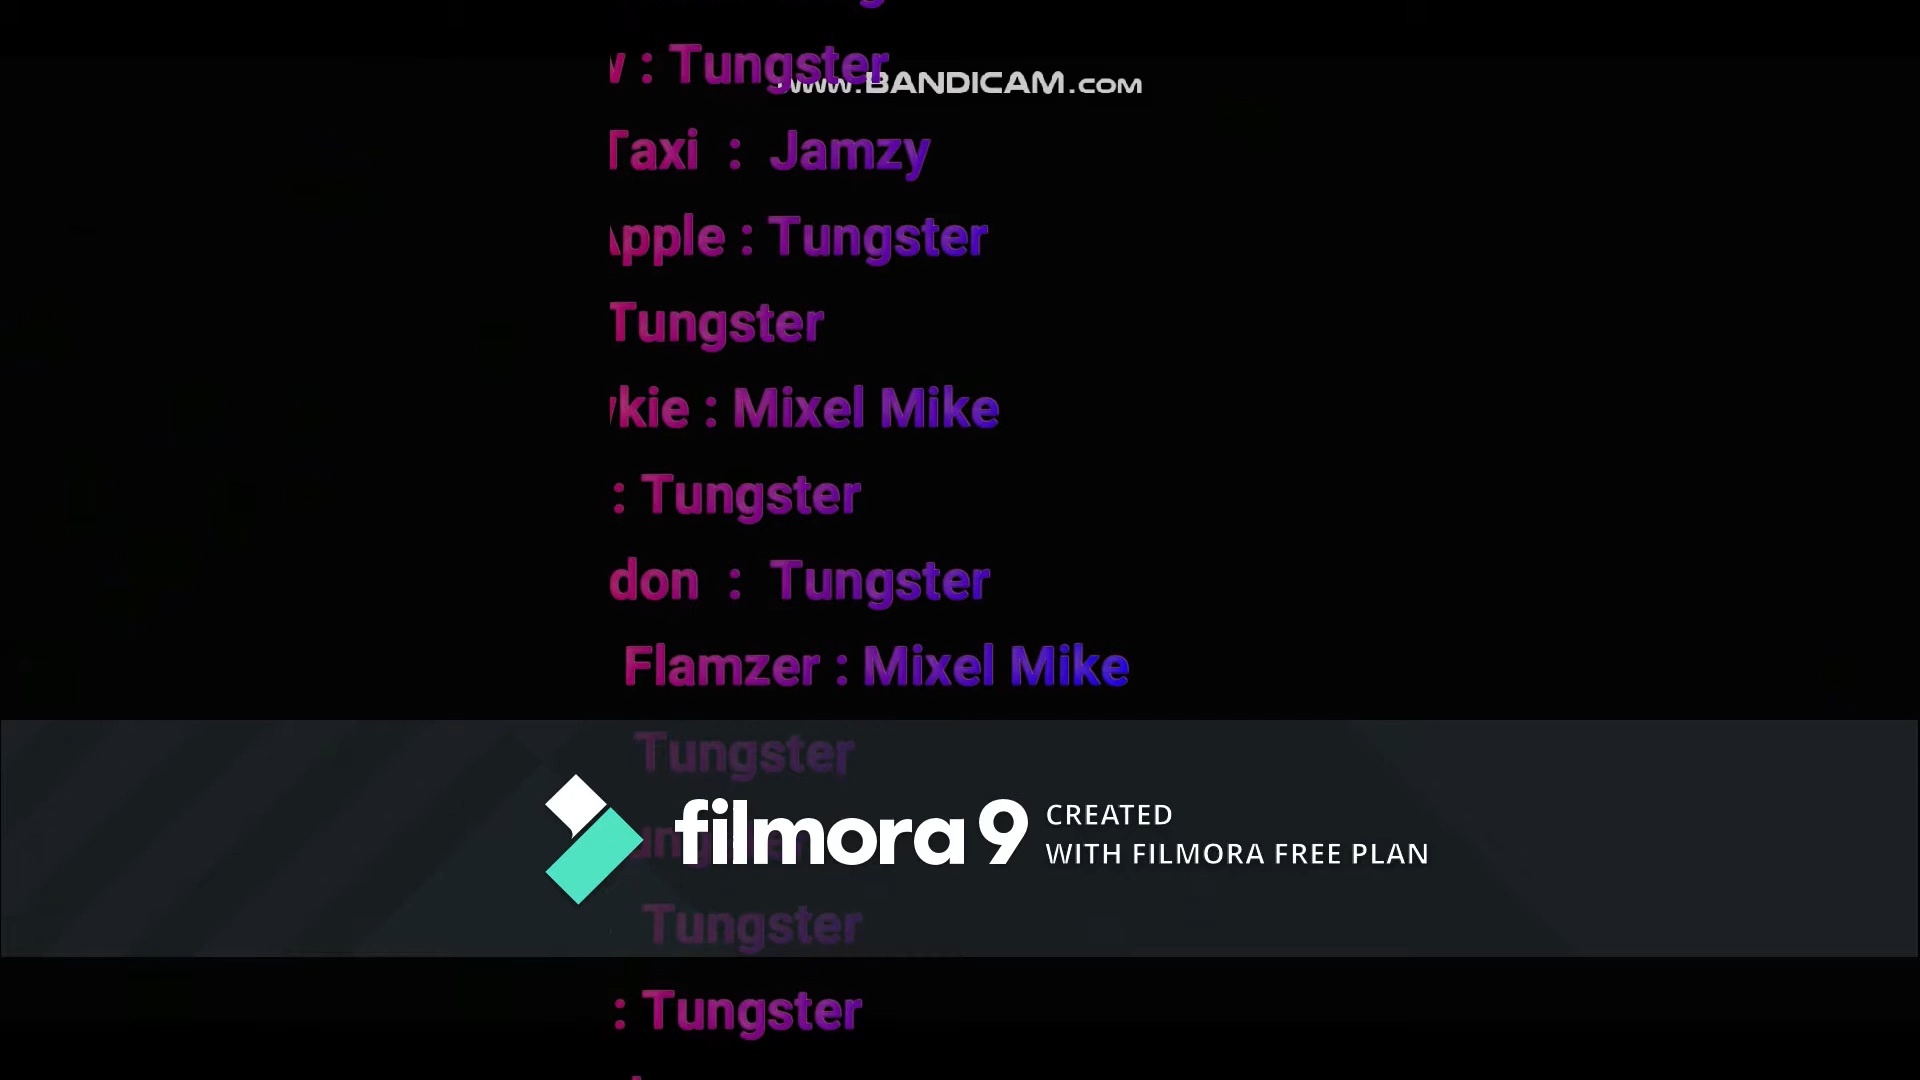 : Tungster
www.BANDICAM.com
Taxi : Jamzy
Apple : Tungster
Tungster
kie : Mixel Mike
: Tungster
don : Tungster
Flamzer : Mixel Mike
Tungster
filmora 9 CREATED
WITH FILMORA FREE PLAN
Tungster
: Tungster